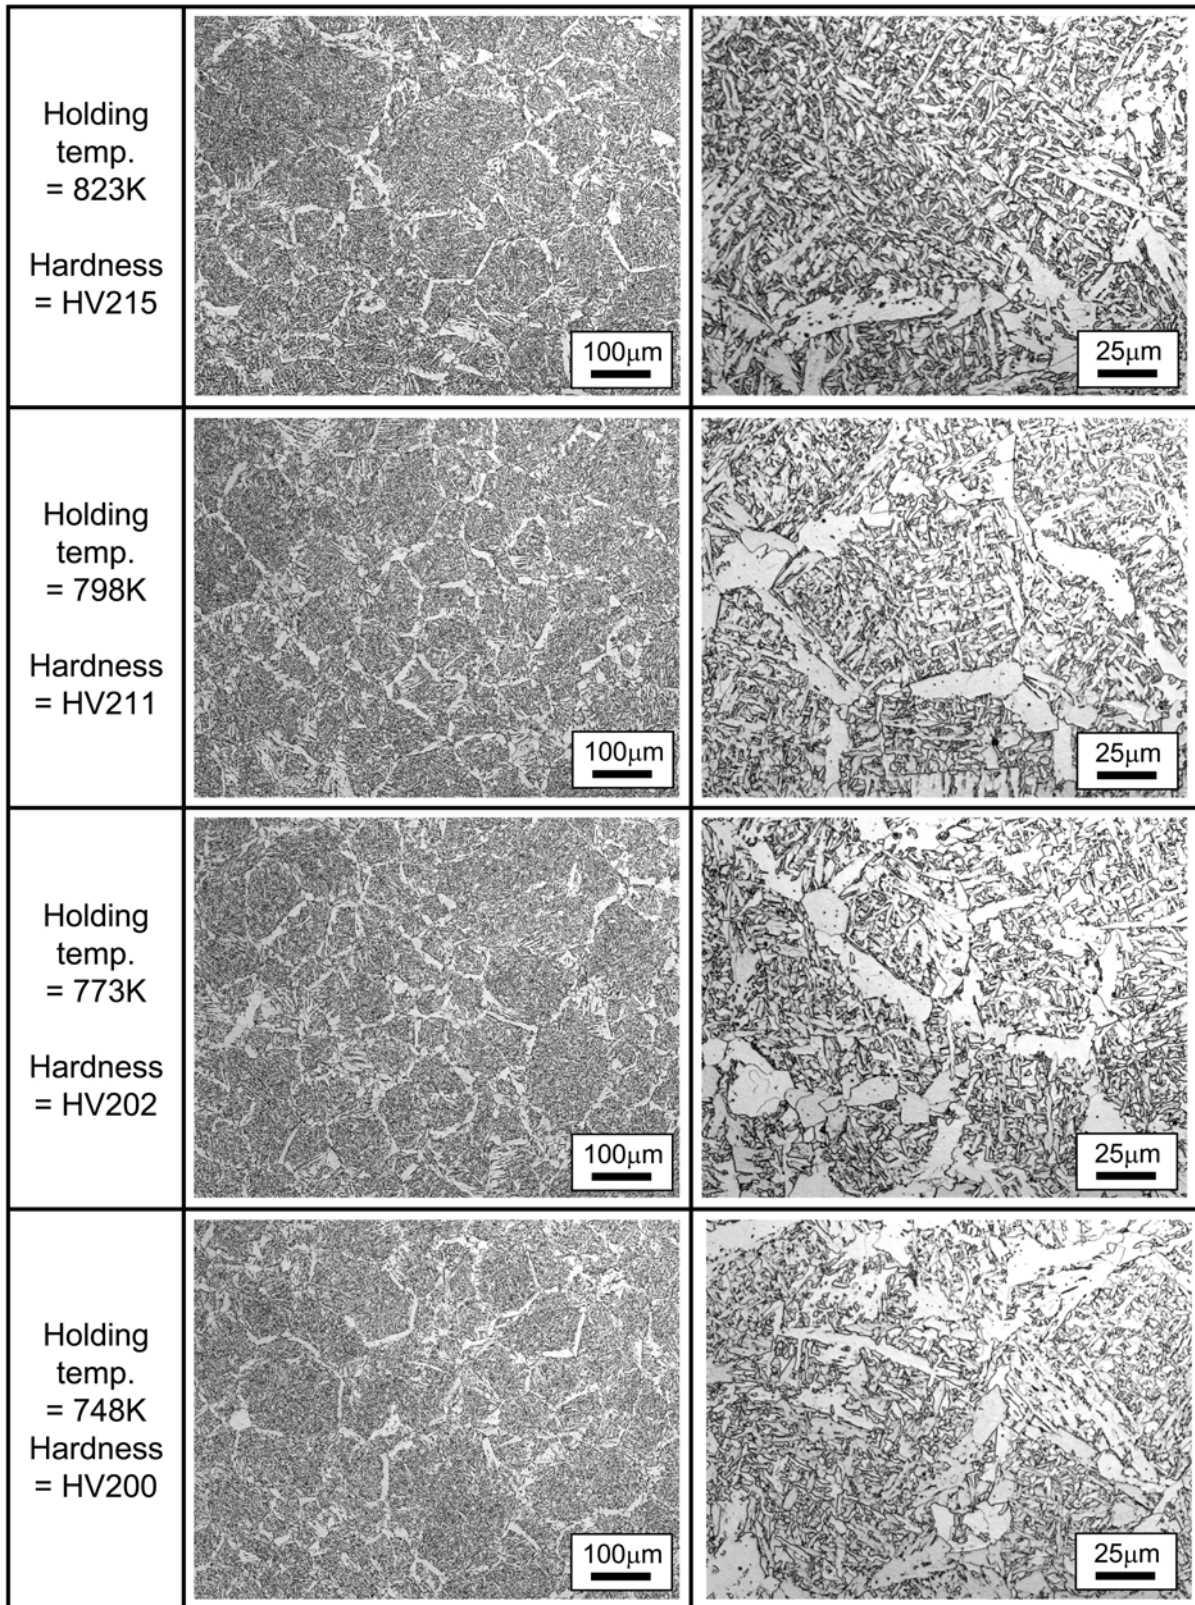 Holding
temp.
= 823K
Hardness
= HV215
100μm
25μm
Holding
temp.
= 798K
Hardness
= HV211
100μm
25μm
Holding
temp.
= 773K
Hardness
= HV202
100μm
25μm
Holding
temp.
= 748K
Hardness
= HV200
100μm
25μm